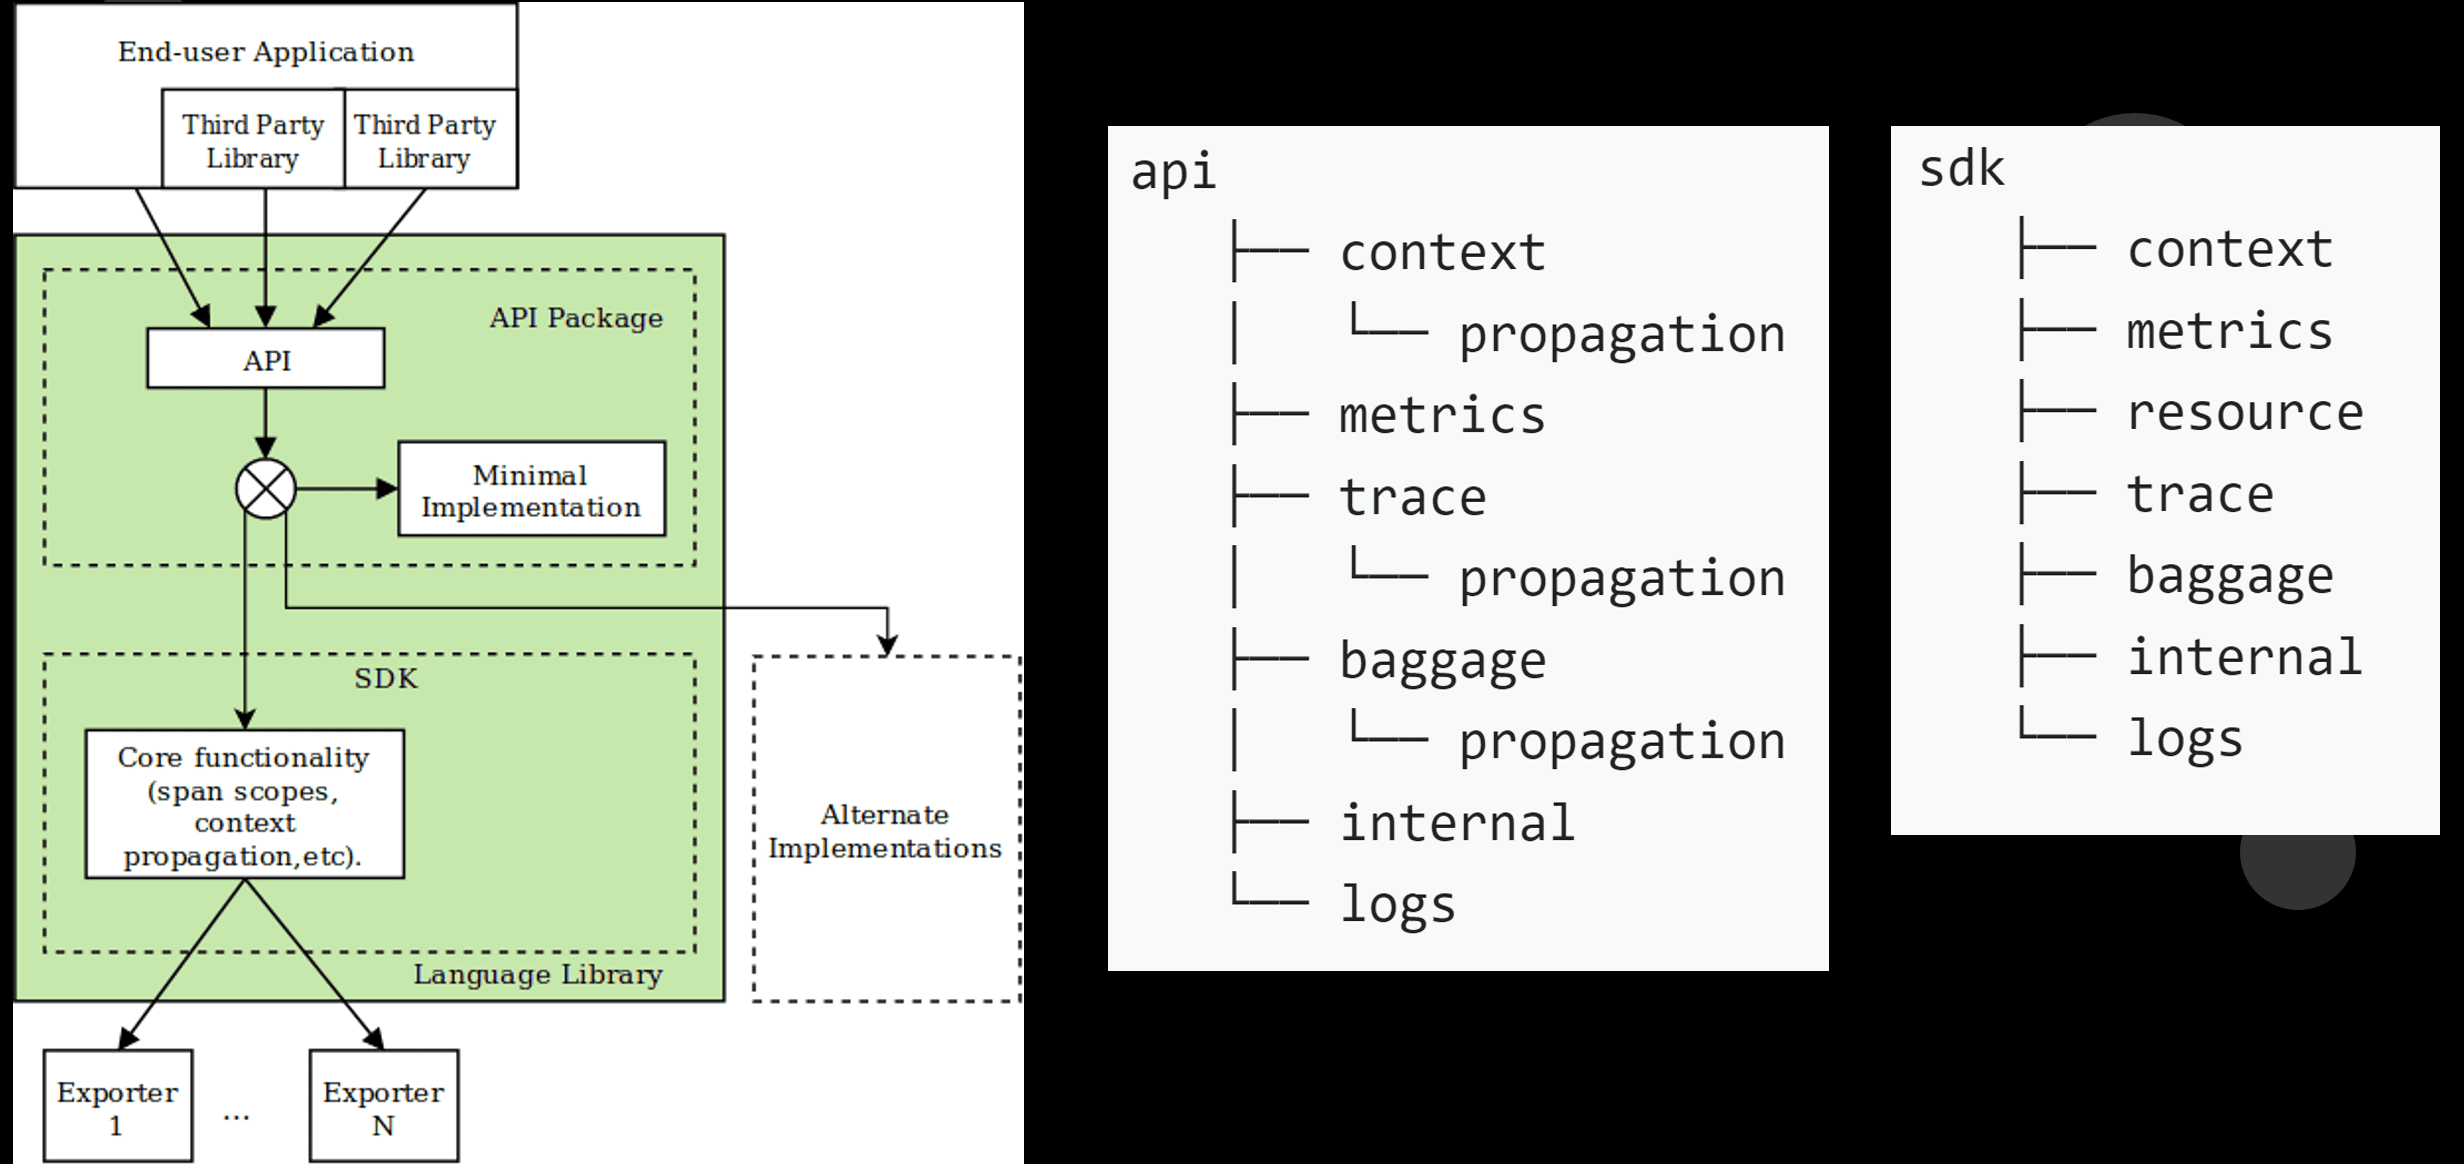 End-user Application
Third Party
Library
Third Party
Library
API Package
API
Minimal
Implementation
SDK
Core functionality
(span scopes,
context
propagation,etc).
Alternate
Implementations
Language Library
Exporter
1
...
Exporter
N
api
├── context
│   └── propagation
├── metrics
├── trace
│   └── propagation
├── baggage
│   └── propagation
├── internal
└── logs
sdk
├── context
├── metrics
├── resource
├── trace
├── baggage
├── internal
└── logs